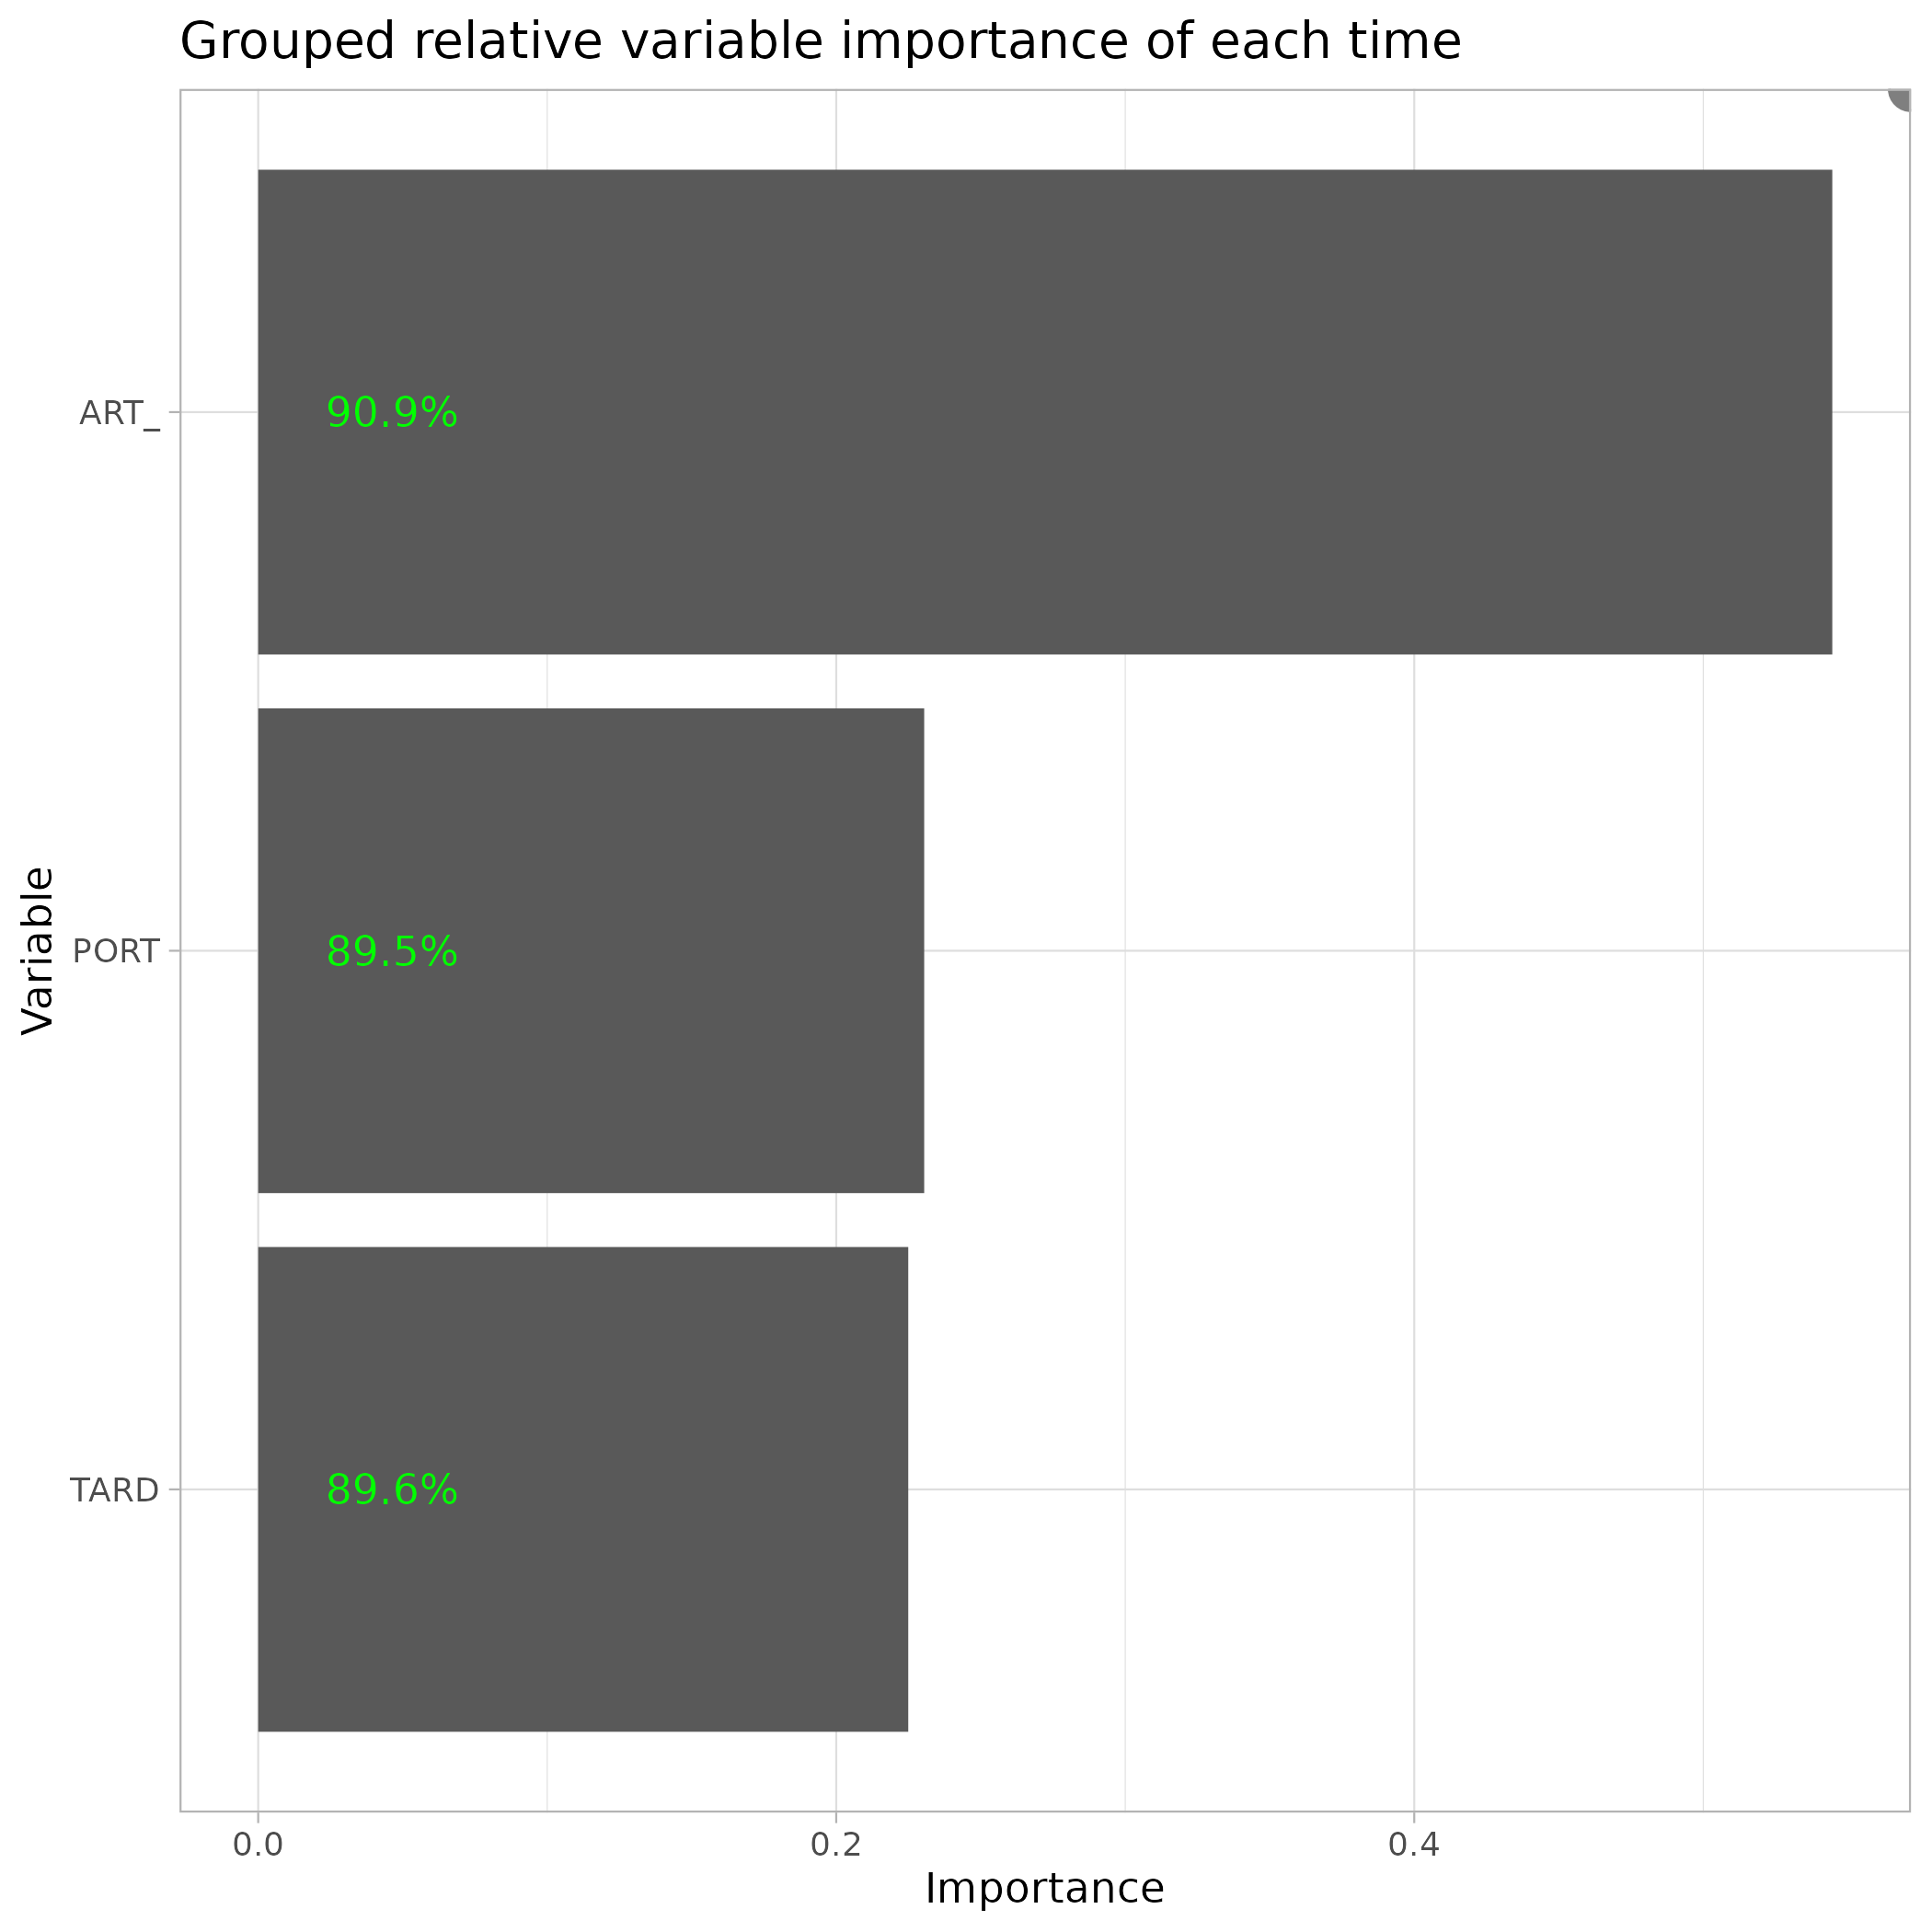 Grouped relative variable importance of each time
Variable
ART_
90.9%
PORT
89.5%
TARD
89.6%
0.0
0.2
0.4
Importance